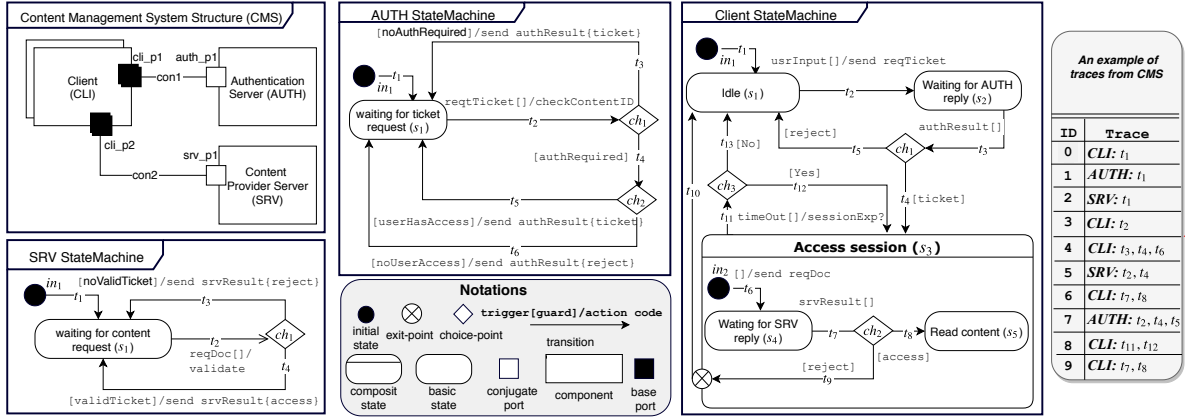 Content Management System Structure (CMS)
cli_p1
auth_p1
Client
(CLI)
con1
Authentication
Server (AUTH)
cli_p2
srv_p1
con2
Content
Provider Server
(SRV)
SRV StateMachine
in1
[noValidTicket]/send srvResult{reject}
t1
t3
waiting for content
request (s1)
t2
ch1
reqDoc[]/
validate
t4
[validTicket]/send srvResult{access}
AUTH StateMachine
[noAuthRequired]/send authResult{ticket}
t1
in1
t3
reqtTicket[]/checkContentID
waiting for ticket
request (s1)
t2
ch1
[authRequired]
t4
t5
ch2
[userHasAccess]/send authResult{ticket}
t6
[noUserAccess]/send authResult{reject}
Notations
initial
state
exit-point
choice-point
trigger[guard]/action code
transition
composit
state
basic
state
conjugate
port
component
base
port
Client StateMachine
t1
in1
usrInput[]/send reqTicket
Idle (s1)
t2
Waiting for AUTH
reply (s2)
authResult[]
[reject]
t13
[No]
t5
ch1
t3
[Yes]
ch3
t12
t10
t4
[ticket]
t11
timeOut[]/sessionExp?
Access session (s3)
in2
[]/send reqDoc
t6
srvResult[]
Wating for SRV
reply (s4)
t7
ch2
t8
Read content (s5)
[access]
[reject]
t9
An example of
traces from CMS
ID Trace
0 CLI: t1
1 AUTH: t1
2 SRV: t1
3 CLI: t2
4 CLI: t3, t4, t6
5 SRV: t2, t4
6 CLI: t7, t8
7 AUTH: t2, t4, t5
8 CLI: t11, t12
9 CLI: t7, t8